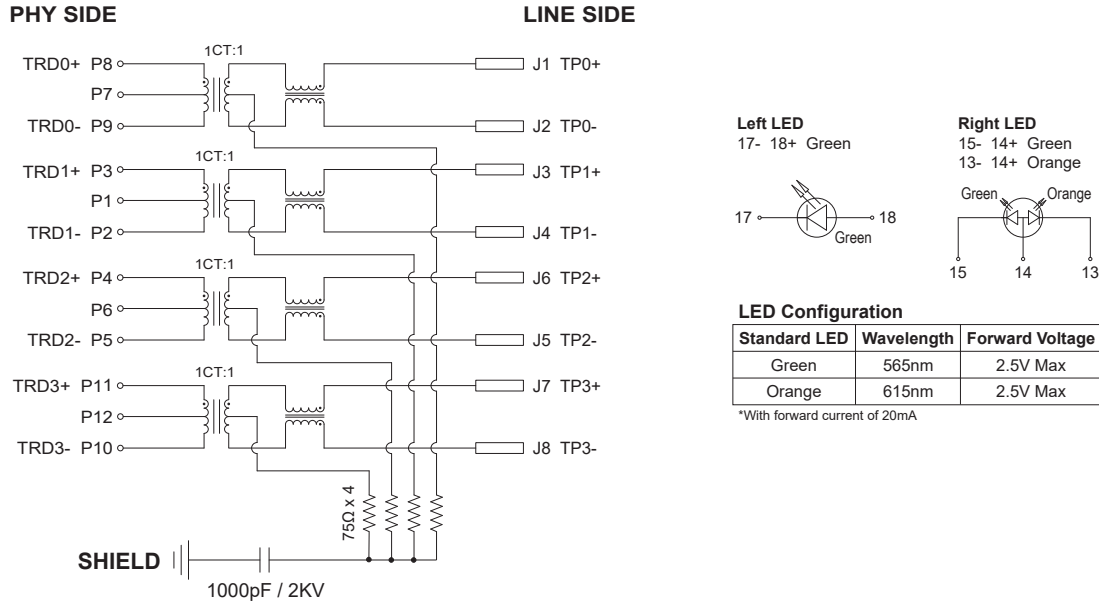 PHY SIDE
LINE SIDE
1CT:1
TRD0+ P8
J1 TP0+
P7
TRD0- P9
J2 TP0-
1CT:1
TRD1+ P3
J3 TP1+
P1
TRD1- P2
J4 TP1-
1CT:1
TRD2+ P4
J6 TP2+
P6
TRD2- P5
J5 TP2-
1CT:1
TRD3+ P11
J7 TP3+
P12
TRD3- P10
J8 TP3-
75Ω x 4
SHIELD
1000pF / 2KV
Left LED
17- 18+ Green
17
18
Green
Right LED
15- 14+ Green
13- 14+ Orange
Green
Orange
15
14
13
LED Configuration
Standard LED Wavelength Forward Voltage
Green 565nm 2.5V Max
Orange 615nm 2.5V Max
*With forward current of 20mA